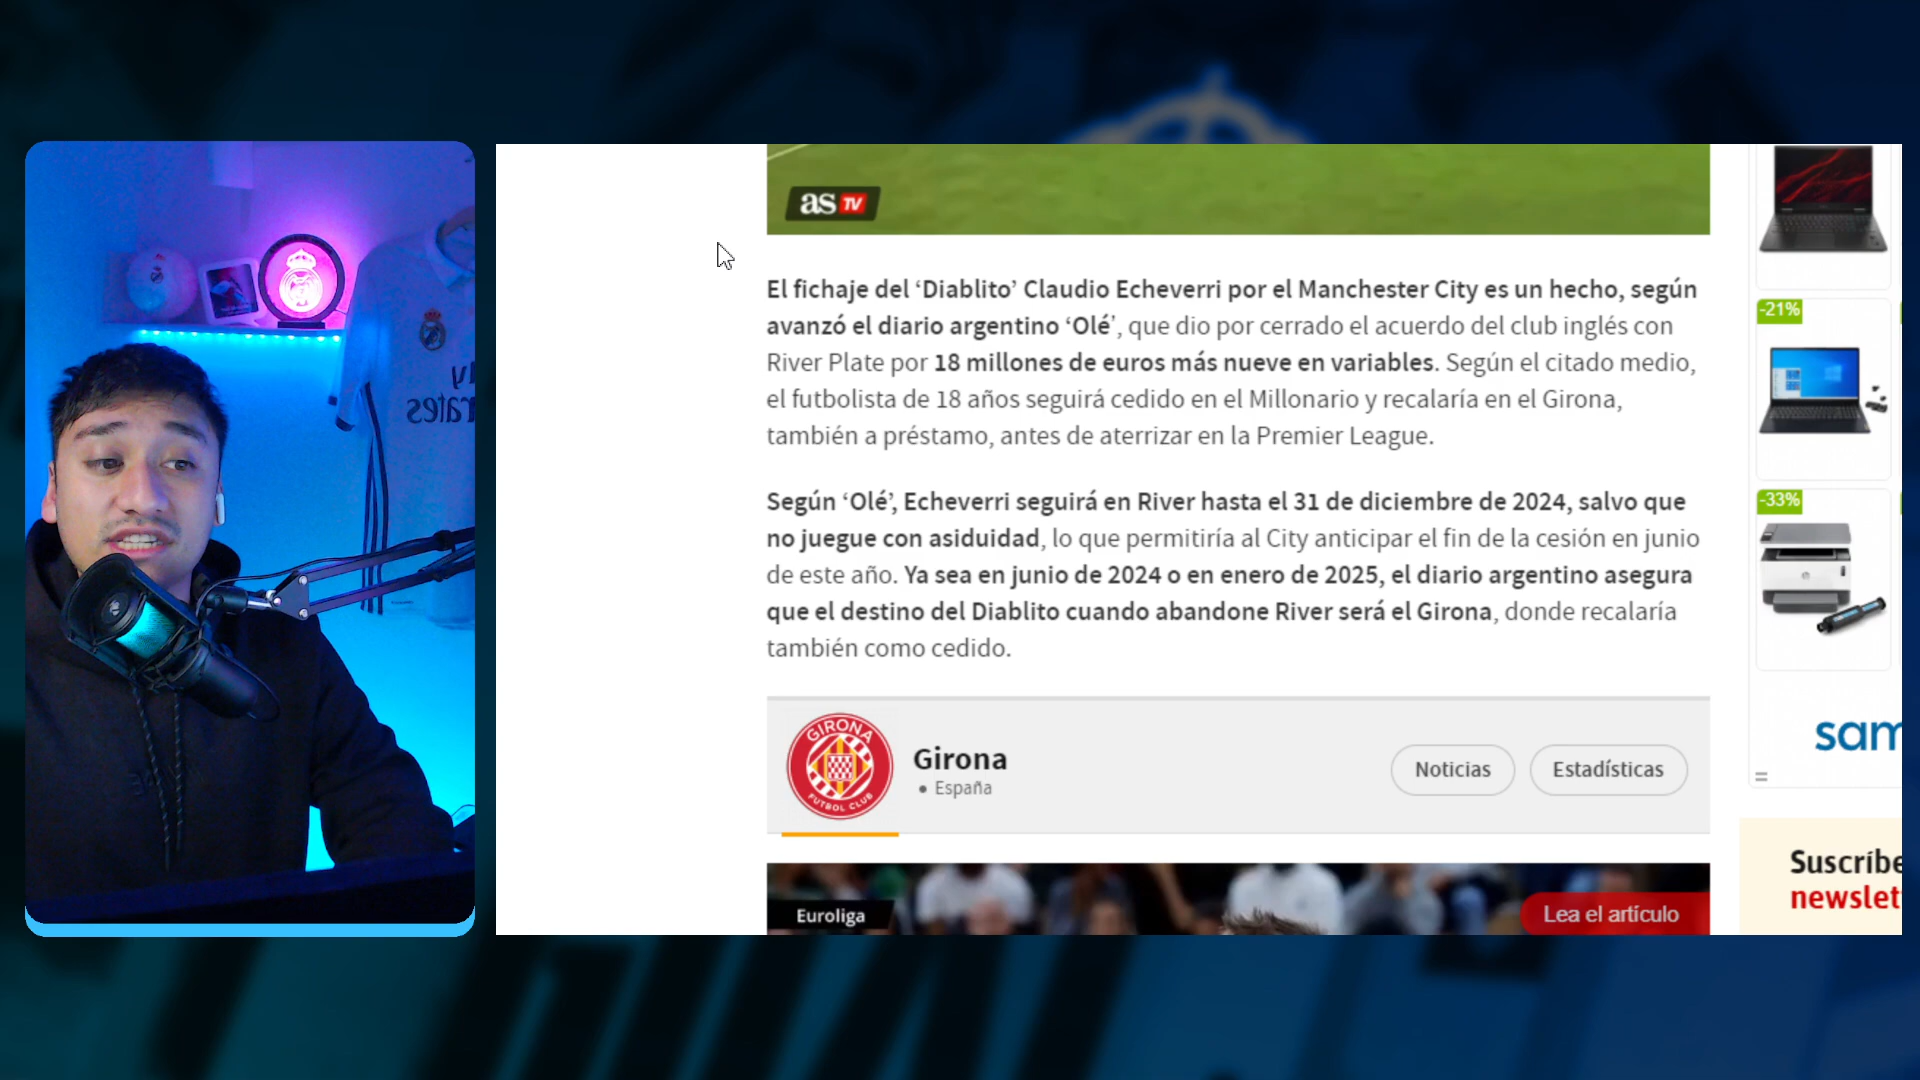 as TV
El fichaje del ‘Diablito’ Claudio Echeverri por el Manchester City es un hecho, según
avanzó el diario argentino ‘Olé’, que dio por cerrado el acuerdo del club inglés con
River Plate por 18 millones de euros más nueve en variables. Según el citado medio,
el futbolista de 18 años seguirá cedido en el Millonario y recalaría en el Girona,
también a préstamo, antes de aterrizar en la Premier League.
Según ‘Olé’, Echeverri seguirá en River hasta el 31 de diciembre de 2024, salvo que
no juegue con asiduidad, lo que permitiría al City anticipar el fin de la cesión en junio
de este año. Ya sea en junio de 2024 o en enero de 2025, el diario argentino asegura
que el destino del Diablito cuando abandone River será el Girona, donde recalaría
también como cedido.
GIRONA
FUTBOL CLUB
Girona
• España
Noticias
Estadísticas
Euroliga
Lea el artículo
-21%
-33%
hp
sam
Suscríbe
newslet